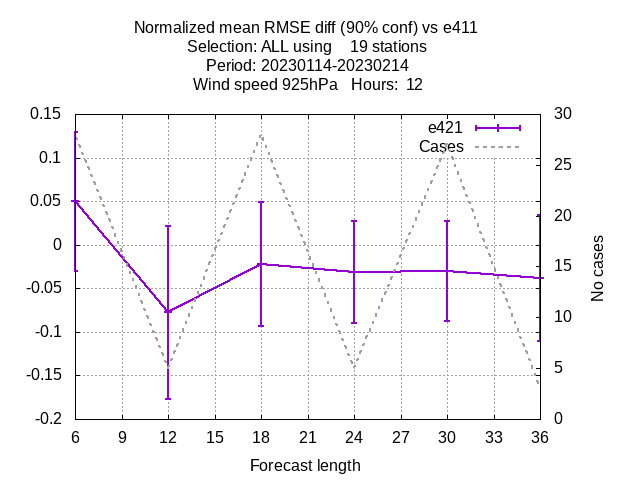 Normalized mean RMSE diff (90% conf) vs e411
Selection: ALL using    19 stations
Period: 20230114-20230214
Wind speed 925hPa   Hours:  12
0.15
0.1
0.05
0
-0.05
-0.1
-0.15
-0.2
30
25
20
15
10
5
0
e421
Cases
No cases
6 9 12 15 18 21 24 27 30 33 36
Forecast length